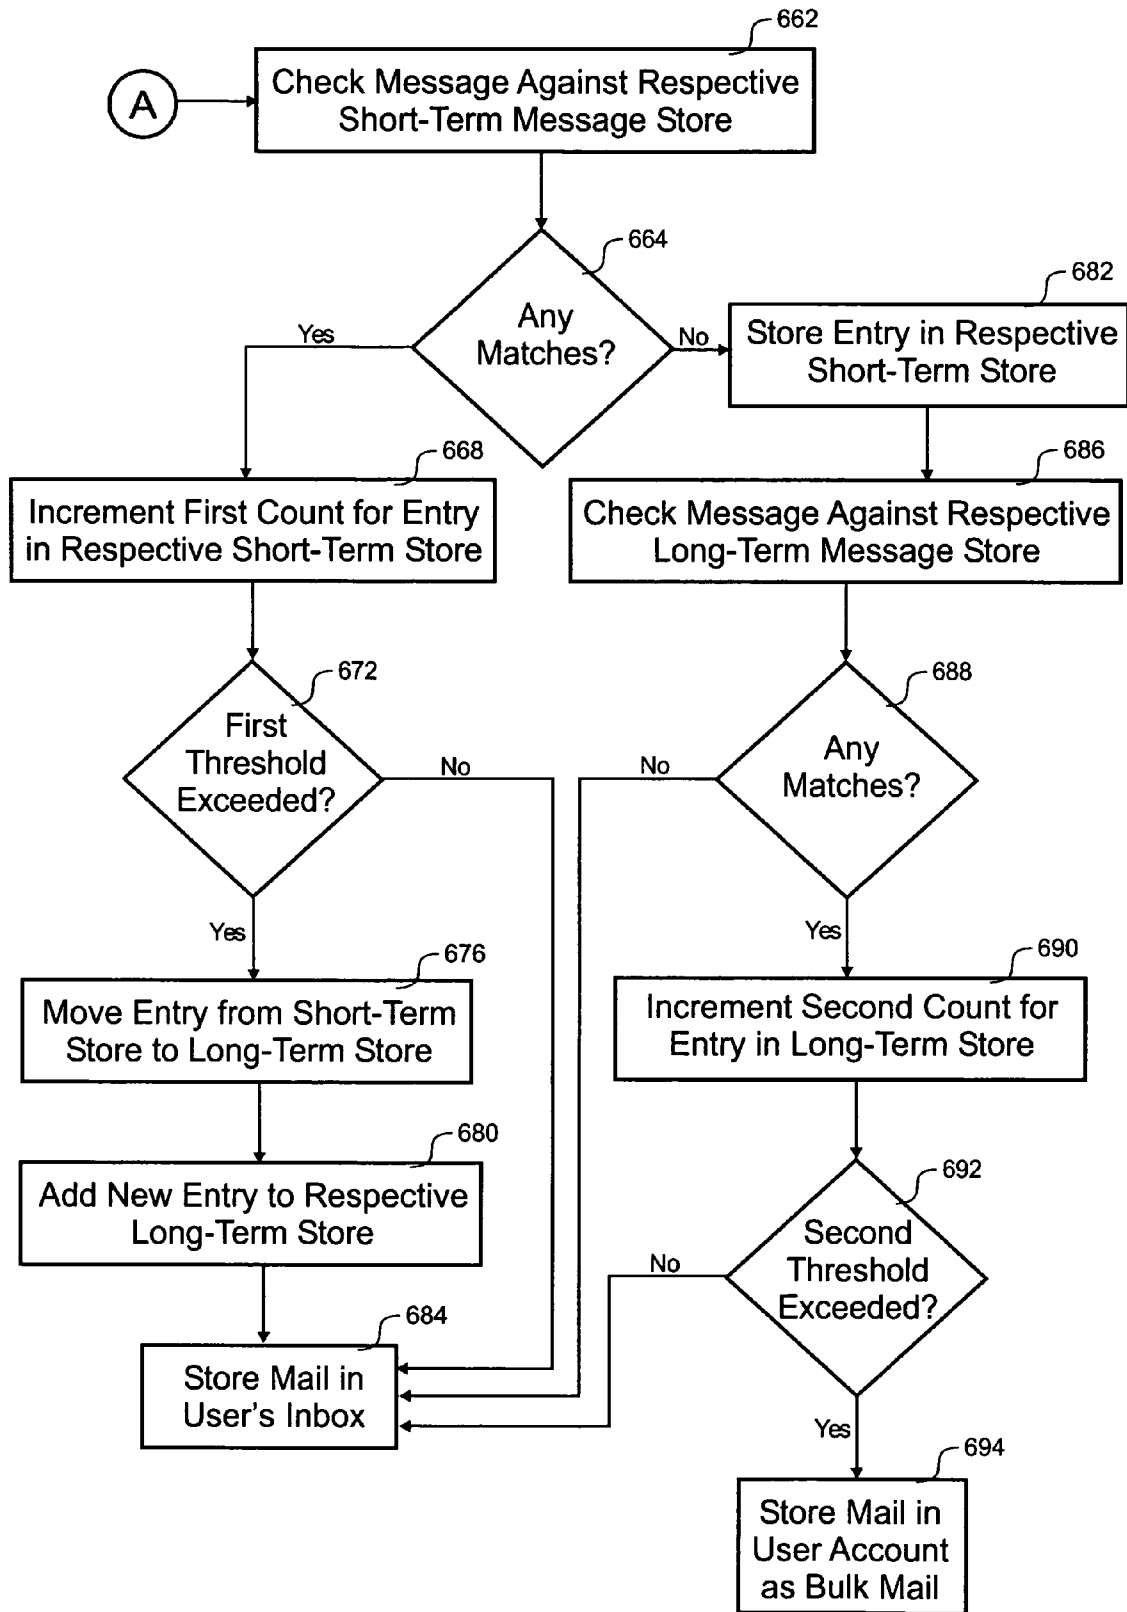 662
A
Check Message Against Respective
Short-Term Message Store
664
Any
Matches?
Yes
No
682
Store Entry in Respective
Short-Term Store
668
Increment First Count for Entry
in Respective Short-Term Store
686
Check Message Against Respective
Long-Term Message Store
672
First
Threshold
Exceeded?
No
Yes
688
Any
Matches?
No
Yes
676
Move Entry from Short-Term
Store to Long-Term Store
690
Increment Second Count for
Entry in Long-Term Store
680
Add New Entry to Respective
Long-Term Store
692
Second
Threshold
Exceeded?
No
Yes
684
Store Mail in
User's Inbox
694
Store Mail in
User Account
as Bulk Mail